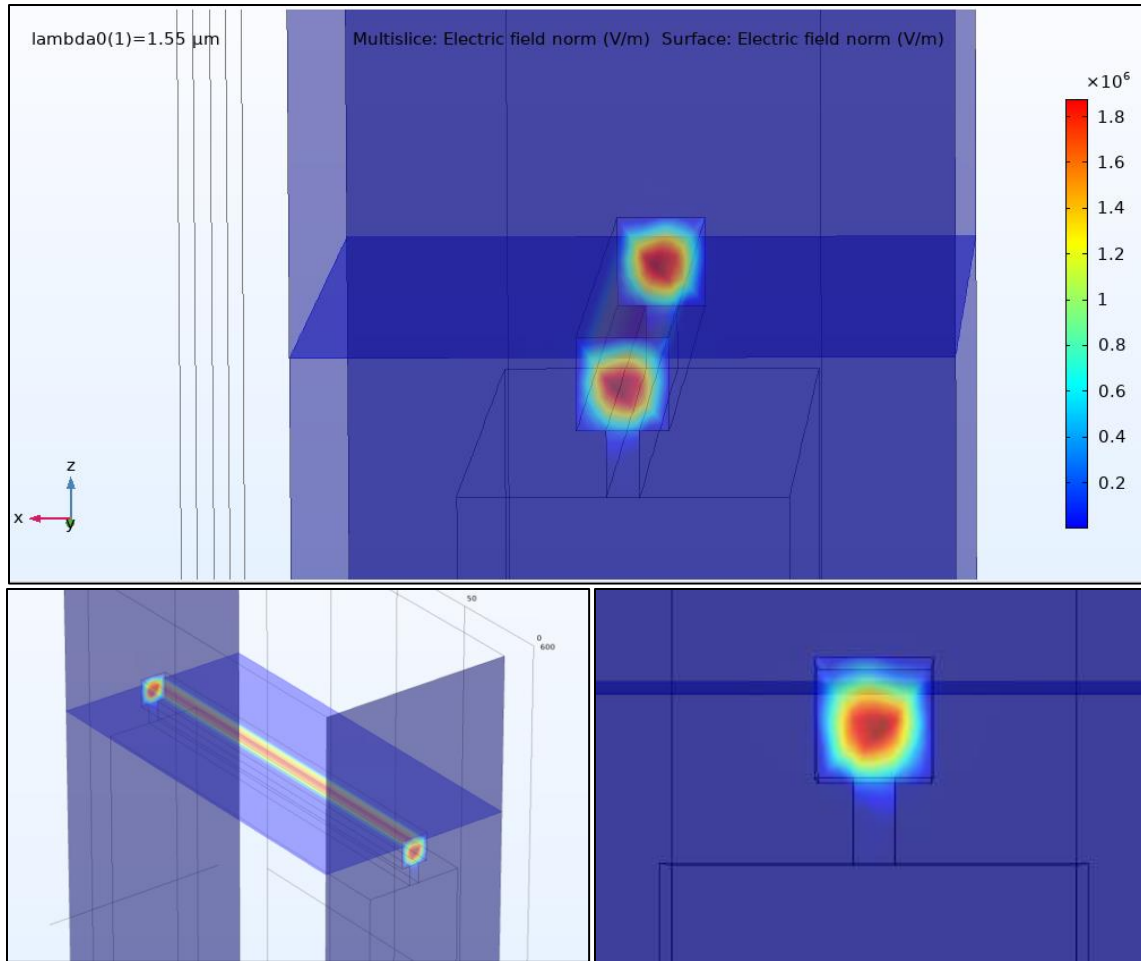 lambda0(1)=1.55 µm
Multislice: Electric field norm (V/m) Surface: Electric field norm (V/m)
×10⁶
1.8
1.6
1.4
1.2
1
0.8
0.6
0.4
0.2
z
x
y
50
0
600